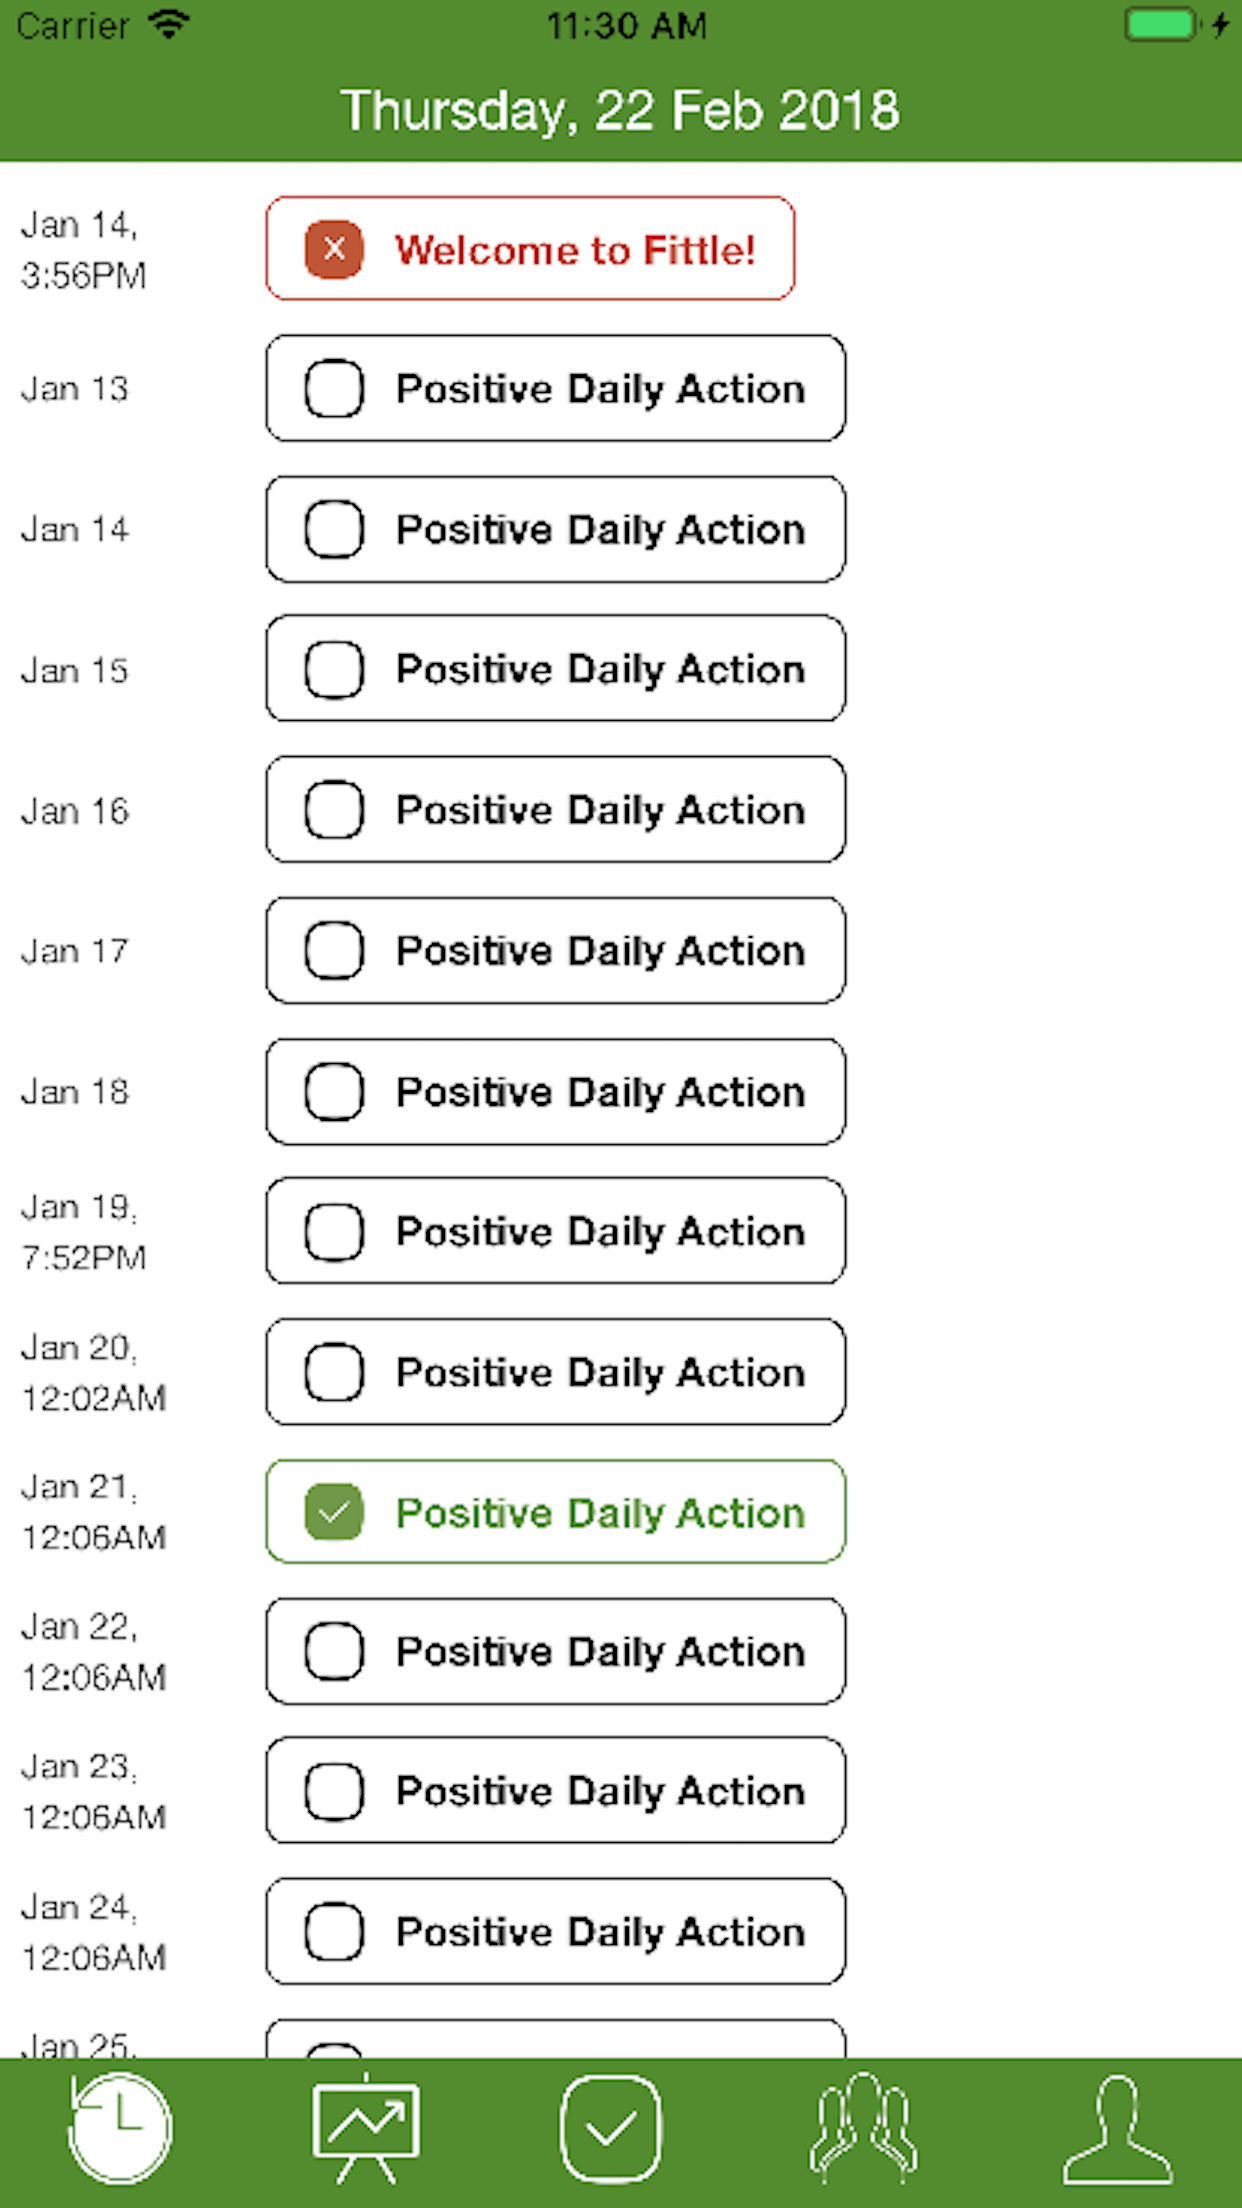 Carrier 11:30 AM
Thursday, 22 Feb 2018
Jan 14,
3:56PM
Welcome to Fittle!
Jan 13
Positive Daily Action
Jan 14
Positive Daily Action
Jan 15
Positive Daily Action
Jan 16
Positive Daily Action
Jan 17
Positive Daily Action
Jan 18
Positive Daily Action
Jan 19,
7:52PM
Positive Daily Action
Jan 20,
12:02AM
Positive Daily Action
Jan 21,
12:06AM
Positive Daily Action
Jan 22,
12:06AM
Positive Daily Action
Jan 23,
12:06AM
Positive Daily Action
Jan 24,
12:06AM
Positive Daily Action
Jan 25,